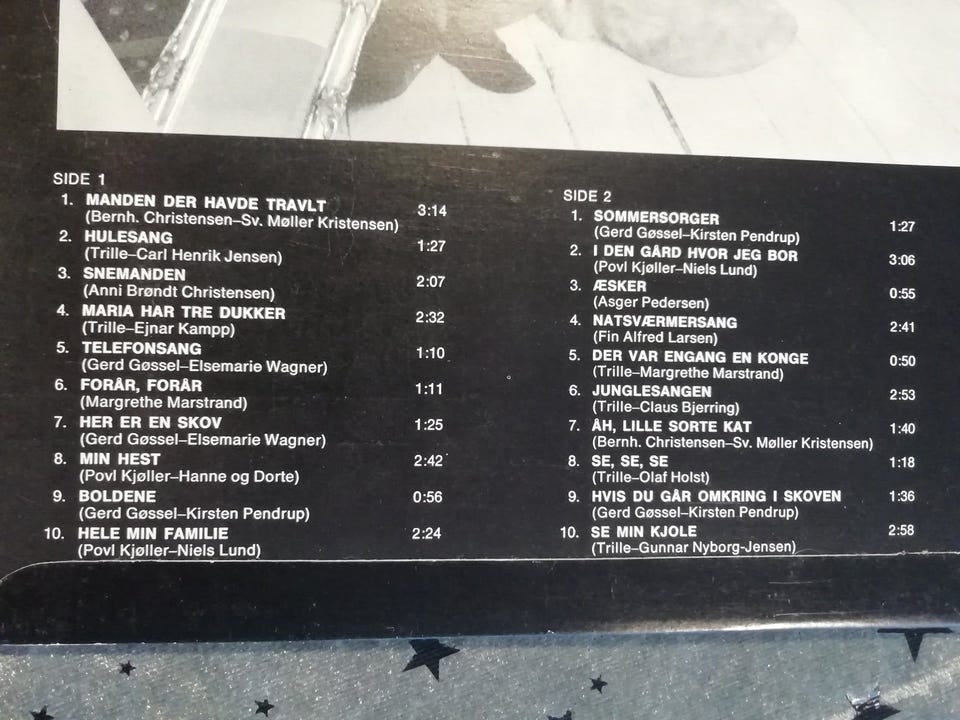 SIDE 1
1. MANDEN DER HAVDE TRAVLT 3:14
(Bernh. Christensen–Sv. Møller Kristensen)
2. HULESANG 1:27
(Trille–Carl Henrik Jensen)
3. SNEMANDEN 2:07
(Anni Brøndt Christensen)
4. MARIA HAR TRE DUKKER 2:32
(Trille–Ejnar Kampp)
5. TELEFONSANG 1:10
(Gerd Gøssel–Elsemarie Wagner)
6. FORÅR, FORÅR 1:11
(Margrethe Marstrand)
7. HER ER EN SKOV 1:25
(Gerd Gøssel–Elsemarie Wagner)
8. MIN HEST 2:42
(Povl Kjøller–Hanne og Dorte)
9. BOLDENE 0:56
(Gerd Gøssel–Kirsten Pendrup)
10. HELE MIN FAMILIE 2:24
(Povl Kjøller–Niels Lund)
SIDE 2
1. SOMMERSORGER 1:27
(Gerd Gøssel–Kirsten Pendrup)
2. I DEN GÅRD HVOR JEG BOR 3:06
(Povl Kjøller–Niels Lund)
3. ÆSKER 0:55
(Asger Pedersen)
4. NATSVÆRMERSANG 2:41
(Fin Alfred Larsen)
5. DER VAR ENGANG EN KONGE 0:50
(Trille–Margrethe Marstrand)
6. JUNGLESANGEN 2:53
(Trille–Claus Bjerring)
7. ÅH, LILLE SORTE KAT 1:40
(Bernh. Christensen–Sv. Møller Kristensen)
8. SE, SE, SE 1:18
(Trille–Olaf Holst)
9. HVIS DU GÅR OMKRING I SKOVEN 1:36
(Gerd Gøssel–Kirsten Pendrup)
10. SE MIN KJOLE 2:58
(Trille–Gunnar Nyborg-Jensen)